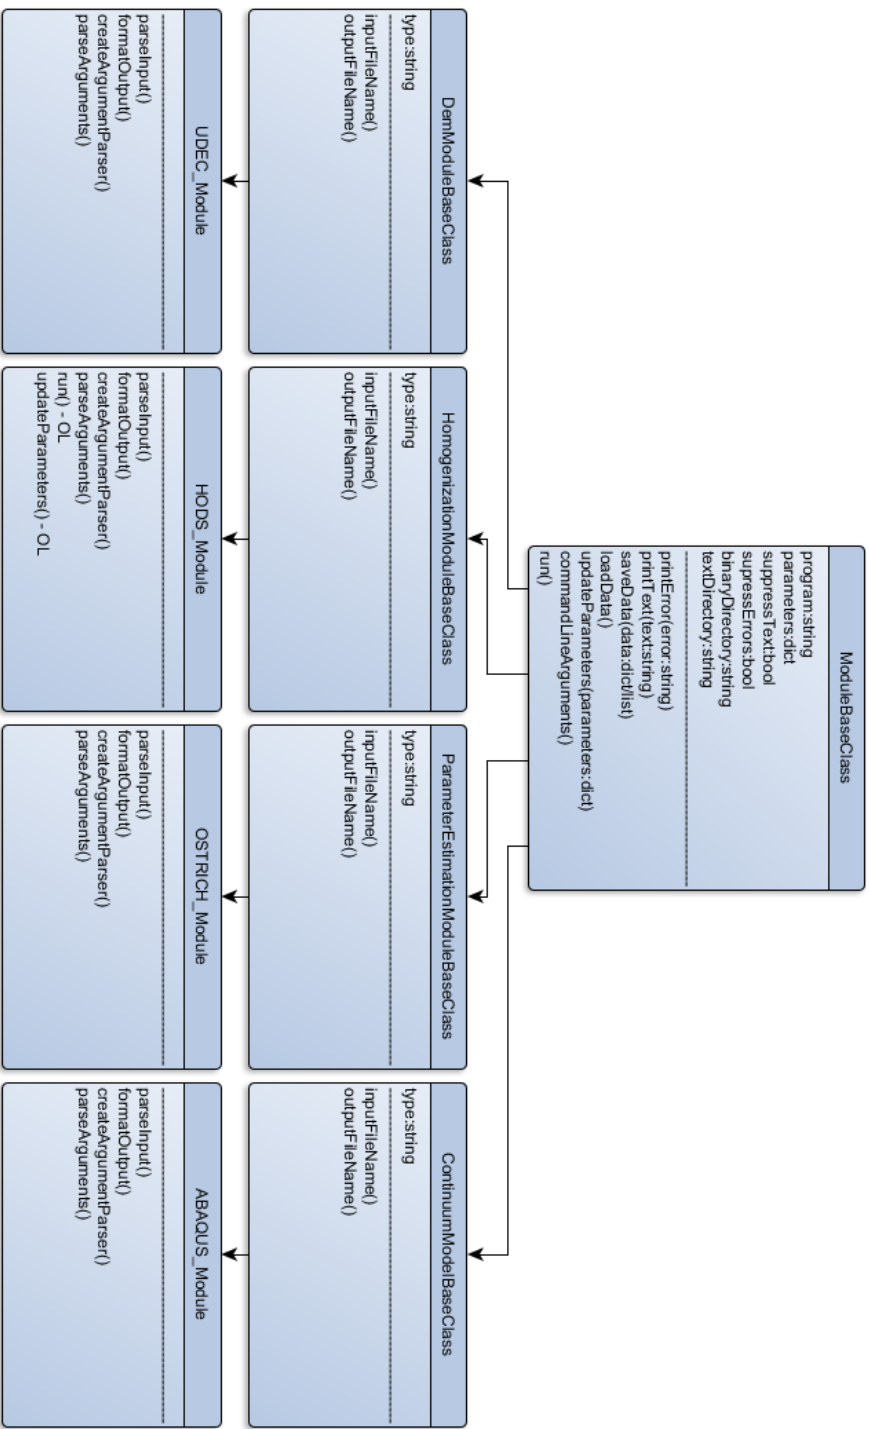 ModuleBaseClass
program:string
parameters:dict
suppressText:bool
supressErrors:bool
binaryDirectory:string
textDirectory:string
printError(error:string)
printText(text:string)
saveData(data:dict/list)
loadData()
updateParameters(parameters:dict)
commandLineArguments()
run()
DemModuleBaseClass
type:string
inputFileName()
outputFileName()
HomogenizationModuleBaseClass
type:string
inputFileName()
outputFileName()
ParameterEstimationModuleBaseClass
type:string
inputFileName()
outputFileName()
ContinuumModelBaseClass
type:string
inputFileName()
outputFileName()
UDEC_Module
parseInput()
formatOutput()
createArgumentParser()
parseArguments()
HODS_Module
parseInput()
formatOutput()
createArgumentParser()
parseArguments()
run() - OL
updateParameters() - OL
OSTRICH_Module
parseInput()
formatOutput()
createArgumentParser()
parseArguments()
ABAQUS_Module
parseInput()
formatOutput()
createArgumentParser()
parseArguments()